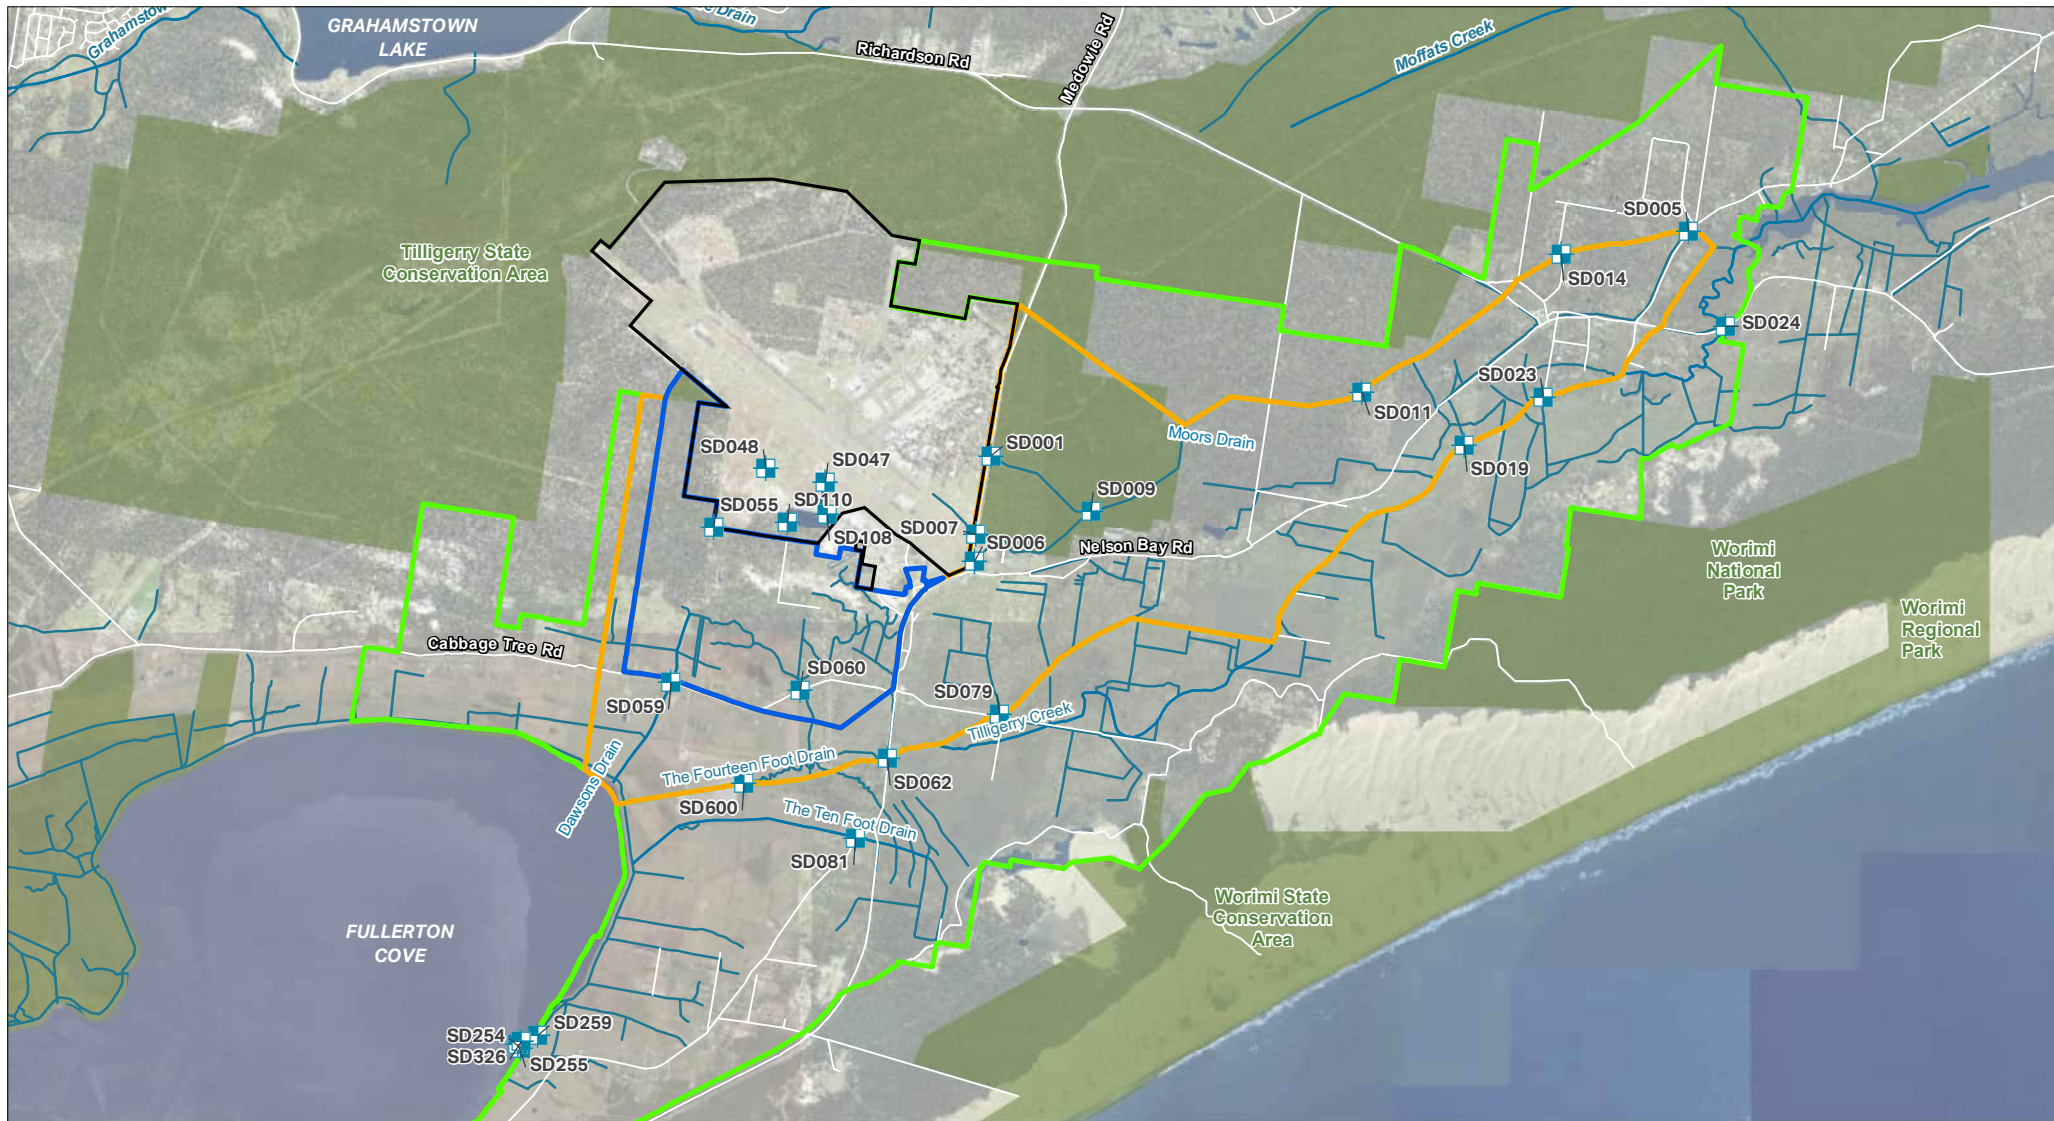 Grahamstow
GRAHAMSTOWN
LAKE
Drain
Richardson Rd
Medowie Rd
Moffats Creek
Tilligerry State
Conservation Area
SD005
SD014
SD024
SD023
SD011
SD019
Moors Drain
SD001
SD009
SD048
SD047
SD055
SD110
SD108
SD007
SD006
Nelson Bay Rd
Worimi
National
Park
Worimi
Regional
Park
Cabbage Tree Rd
SD059
SD060
SD079
Tilligerry Creek
The Fourteen Foot Drain
SD062
SD600
Dawsons Drain
The Ten Foot Drain
SD081
Worimi State
Conservation
Area
FULLERTON
COVE
SD259
SD254
SD326
SD255